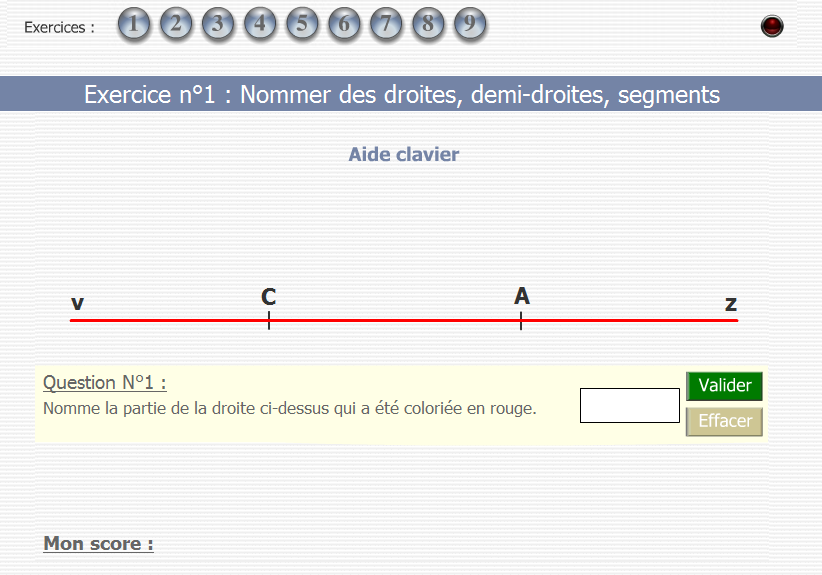 Exercices : 1 2 3 4 5 6 7 8 9
Exercice n°1 : Nommer des droites, demi-droites, segments
Aide clavier
v C A z
Question N°1 :
Nomme la partie de la droite ci-dessus qui a été coloriée en rouge.
Valider
Effacer
Mon score :